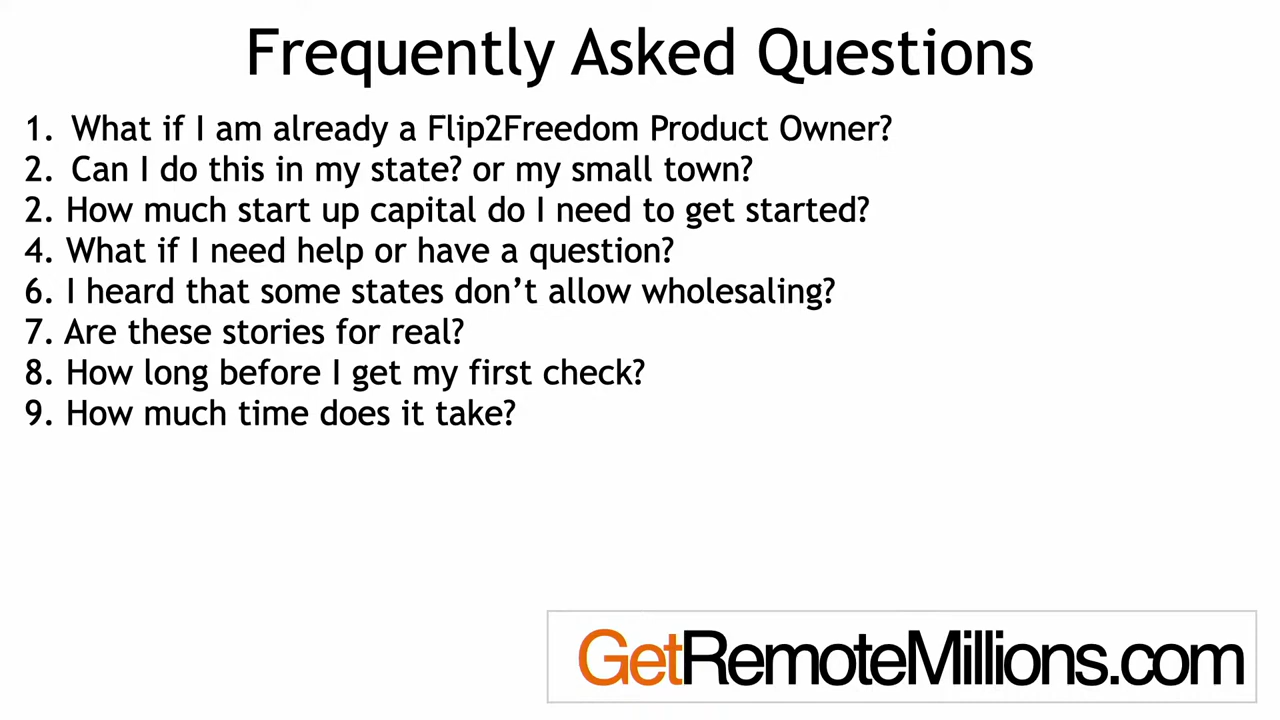 Frequently Asked Questions
1. What if I am already a Flip2Freedom Product Owner?
2. Can I do this in my state? or my small town?
2. How much start up capital do I need to get started?
4. What if I need help or have a question?
6. I heard that some states don’t allow wholesaling?
7. Are these stories for real?
8. How long before I get my first check?
9. How much time does it take?
GetRemoteMillions.com